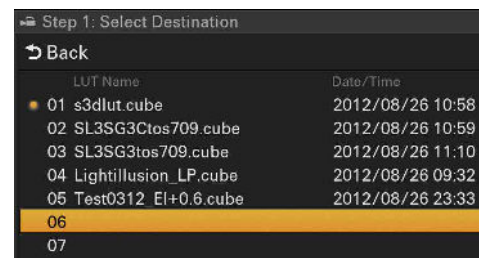 Step 1: Select Destination
Back
LUT Name Date/Time
01 s3dlut.cube 2012/08/26 10:58
02 SL3SG3Ctos709.cube 2012/08/26 10:59
03 SL3SG3tos709.cube 2012/08/26 11:10
04 Lightillusion_LP.cube 2012/08/26 09:32
05 Test0312_EI+0.6.cube 2012/08/26 23:33
06
07